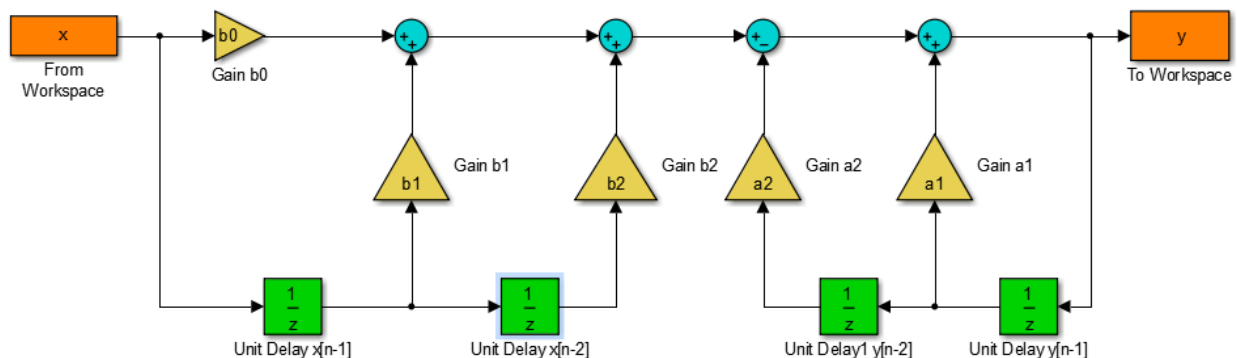 x
From
Workspace
b0
Gain b0
+
+
+
+
+
−
+
+
y
To Workspace
b1
Gain b1
b2
Gain b2
a2
Gain a2
a1
Gain a1
1
z
Unit Delay x[n-1]
1
z
Unit Delay x[n-2]
1
z
Unit Delay1 y[n-2]
1
z
Unit Delay y[n-1]